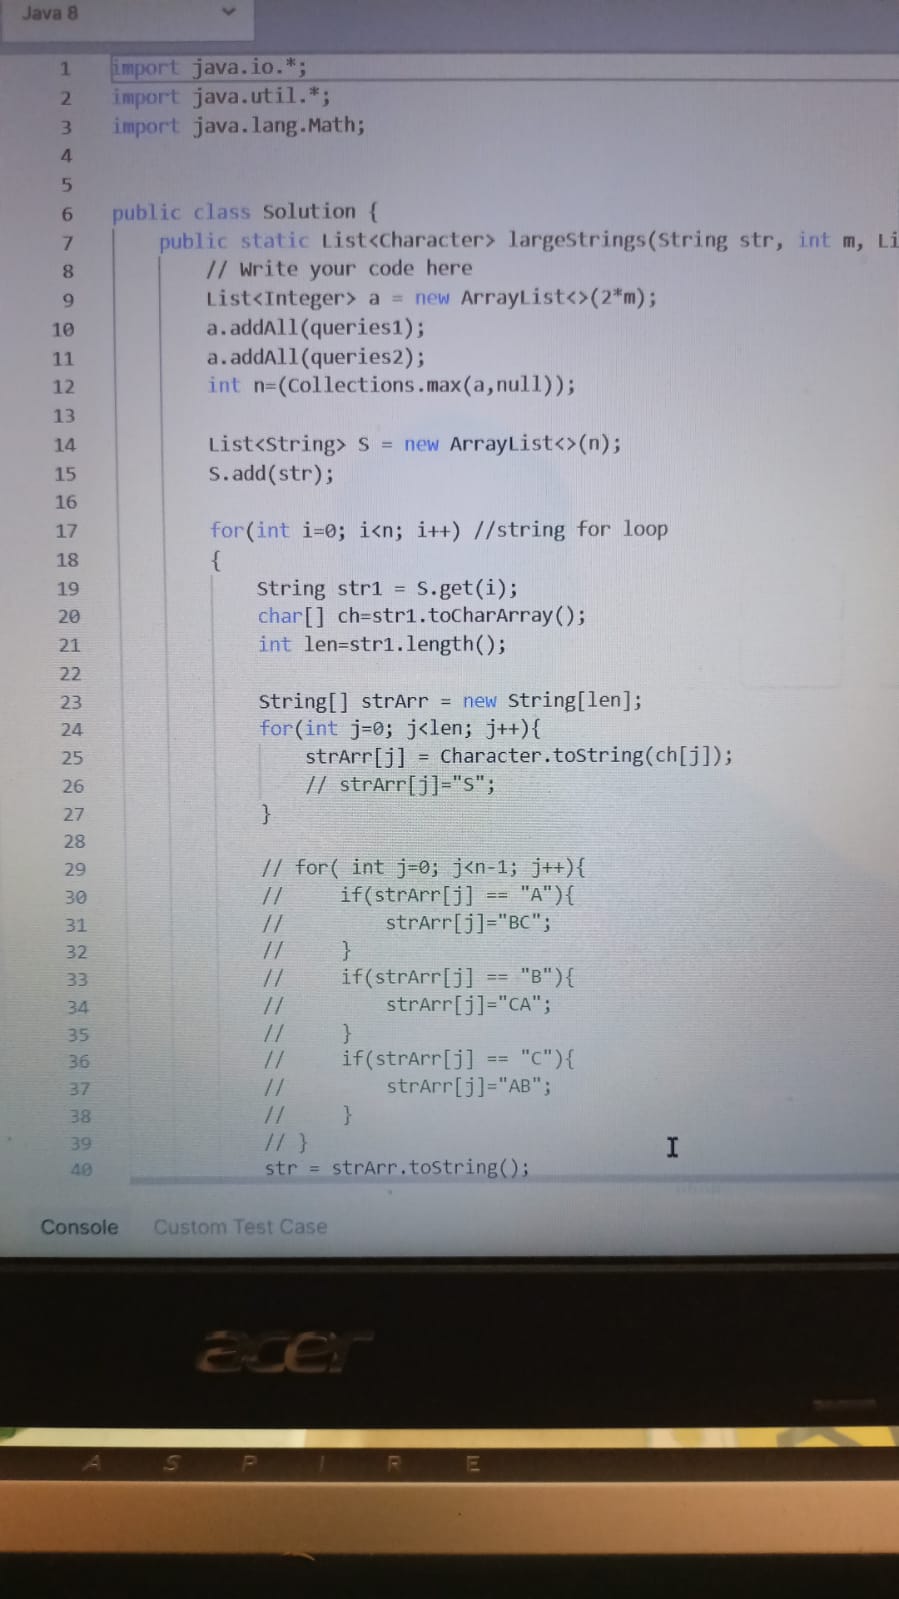 Java 8
1 import java.io.*;
2 import java.util.*;
3 import java.lang.Math;
4
5
6 public class Solution {
7 public static List<Character> largeStrings(String str, int m, Li
8 // Write your code here
9 List<Integer> a = new ArrayList<>(2*m);
10 a.addAll(queries1);
11 a.addAll(queries2);
12 int n=(Collections.max(a,null));
13
14 List<String> S = new ArrayList<>(n);
15 S.add(str);
16
17 for(int i=0; i<n; i++) //string for loop
18 {
19 String str1 = S.get(i);
20 char[] ch=str1.toCharArray();
21 int len=str1.length();
22
23 String[] strArr = new String[len];
24 for(int j=0; j<len; j++){
25 strArr[j] = Character.toString(ch[j]);
26 // strArr[j]="S";
27 }
28
29 // for( int j=0; j<n-1; j++){
30 // if(strArr[j] == "A"){
31 // strArr[j]="BC";
32 // }
33 // if(strArr[j] == "B"){
34 // strArr[j]="CA";
35 // }
36 // if(strArr[j] == "C"){
37 // strArr[j]="AB";
38 // }
39 // }
40 str = strArr.toString();
Console Custom Test Case
acer
ASPIRE